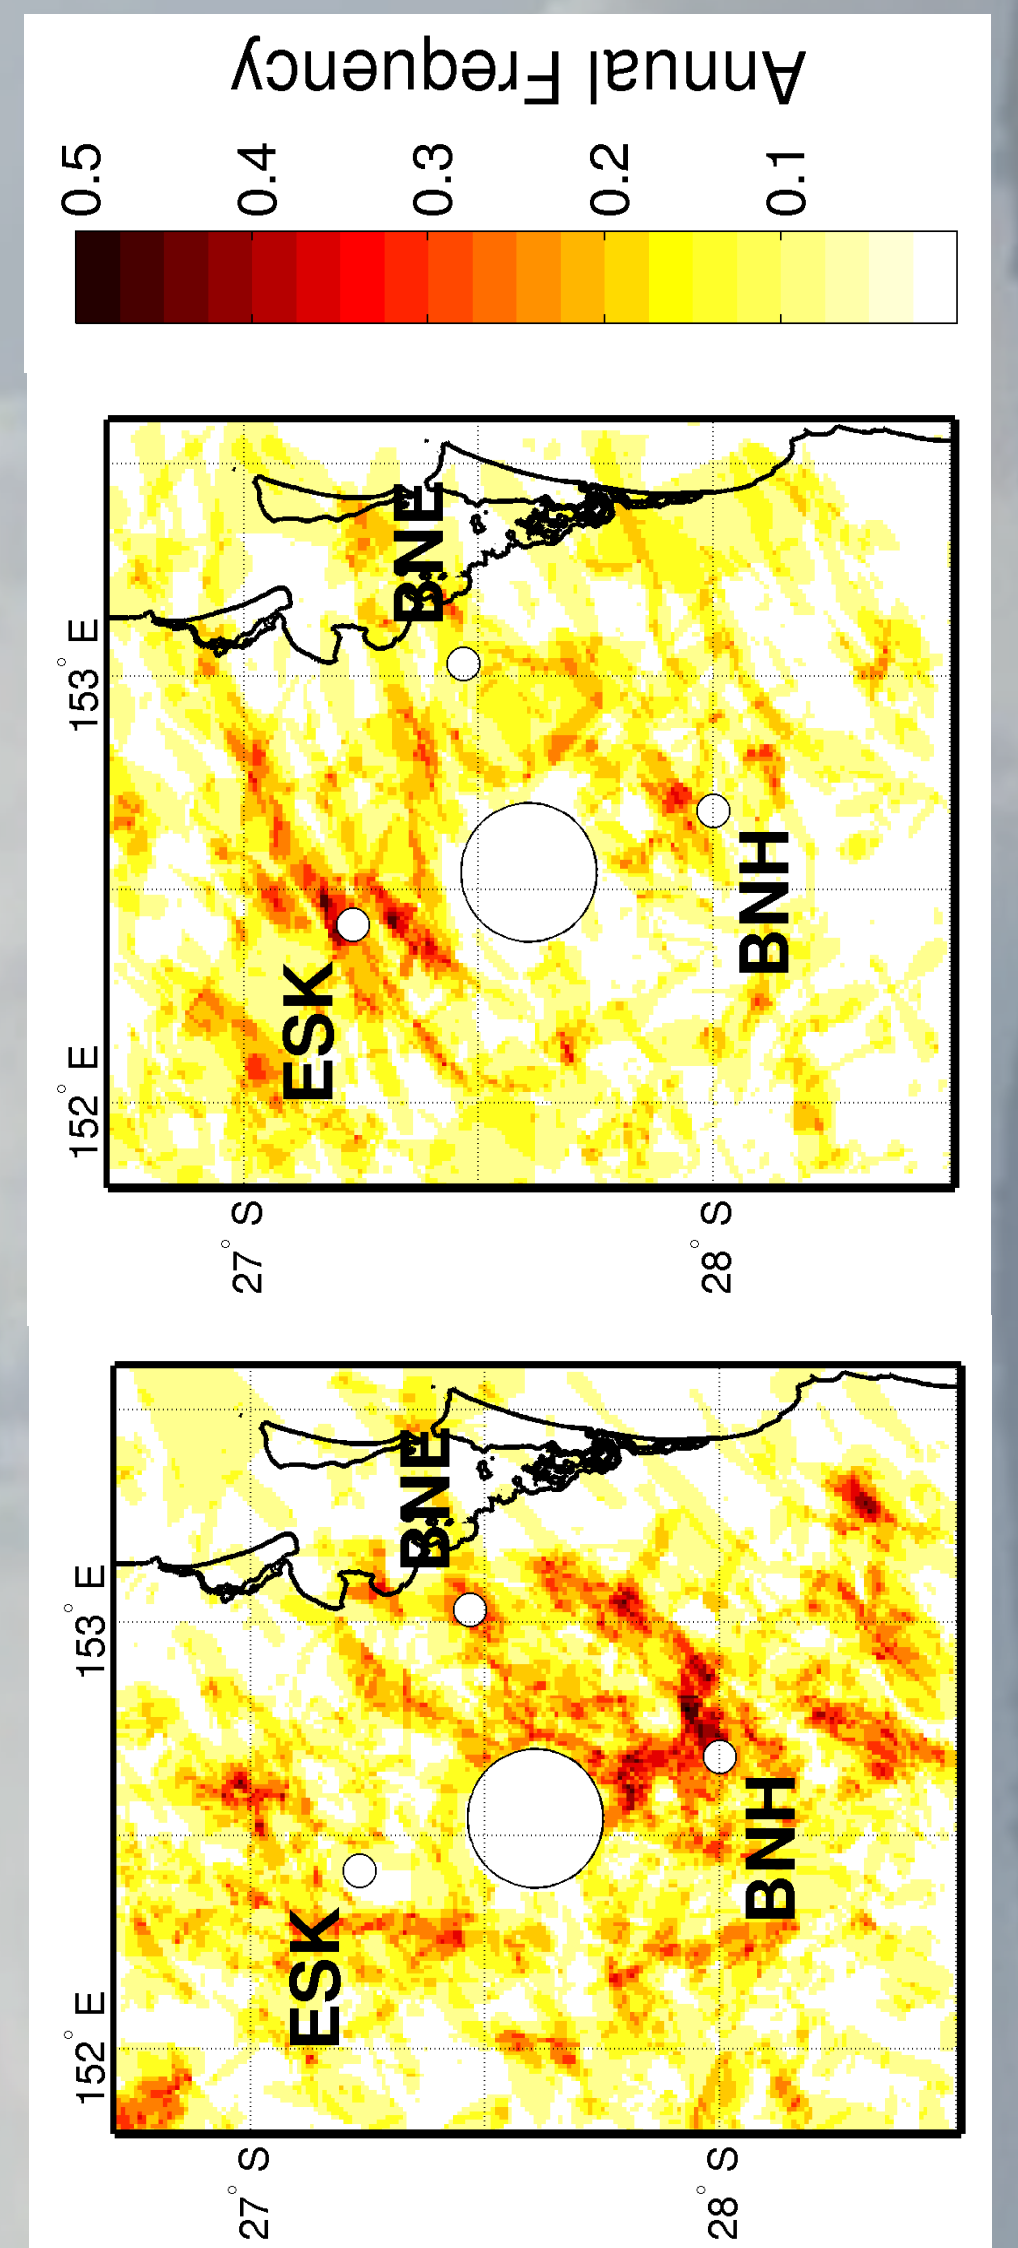 27° S
28° S
152° E
153° E
ESK
BNE
BNH
27° S
28° S
152° E
153° E
ESK
BNE
BNH
0.5
0.4
0.3
0.2
0.1
Annual Frequency